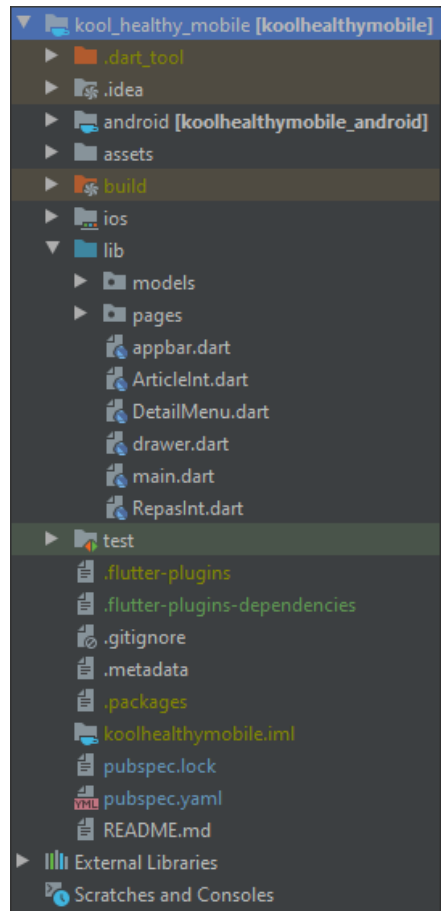 kool_healthy_mobile [koolhealthymobile]
.dart_tool
.idea
android [koolhealthymobile_android]
assets
build
ios
lib
models
pages
appbar.dart
ArticleInt.dart
DetailMenu.dart
drawer.dart
main.dart
RepasInt.dart
test
.flutter-plugins
.flutter-plugins-dependencies
.gitignore
.metadata
.packages
koolhealthymobile.iml
pubspec.lock
YML pubspec.yaml
README.md
External Libraries
Scratches and Consoles